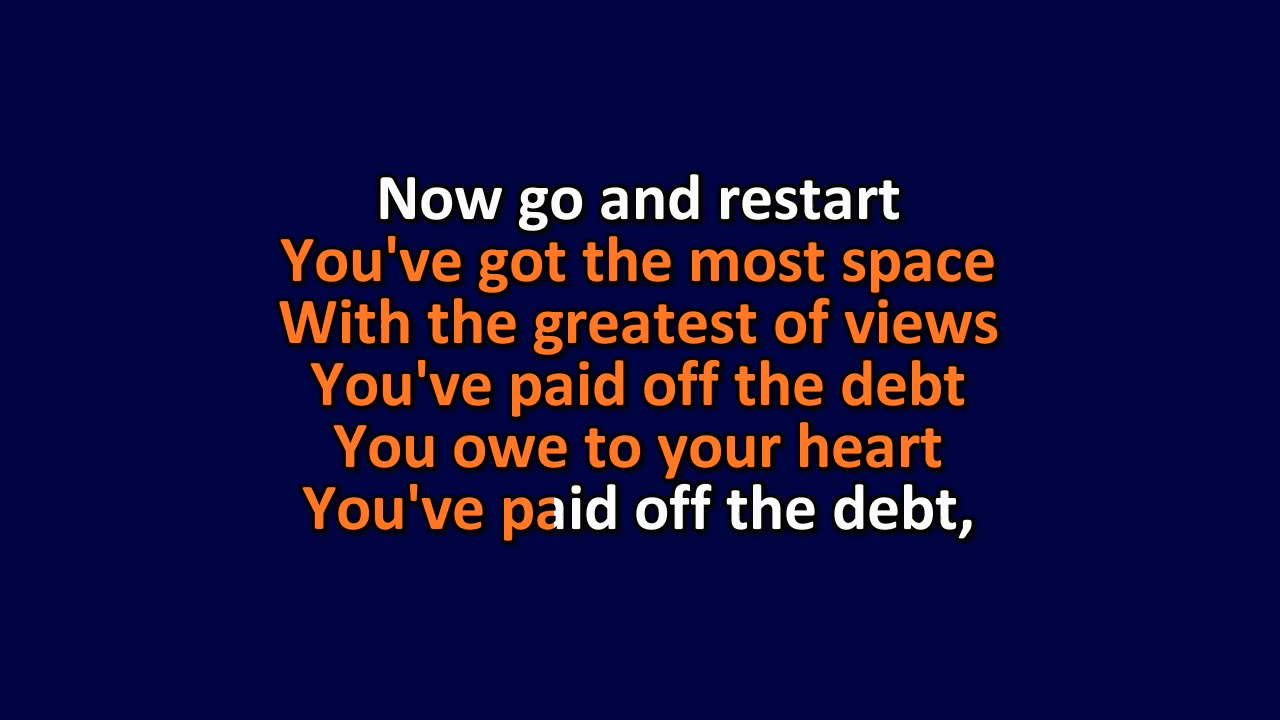 Now go and restart
You've got the most space
With the greatest of views
You've paid off the debt
You owe to your heart
You've paid off the debt,